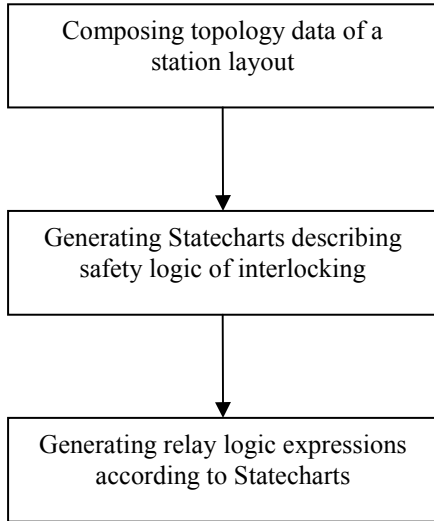 Composing topology data of a
station layout
Generating Statecharts describing
safety logic of interlocking
Generating relay logic expressions
according to Statecharts